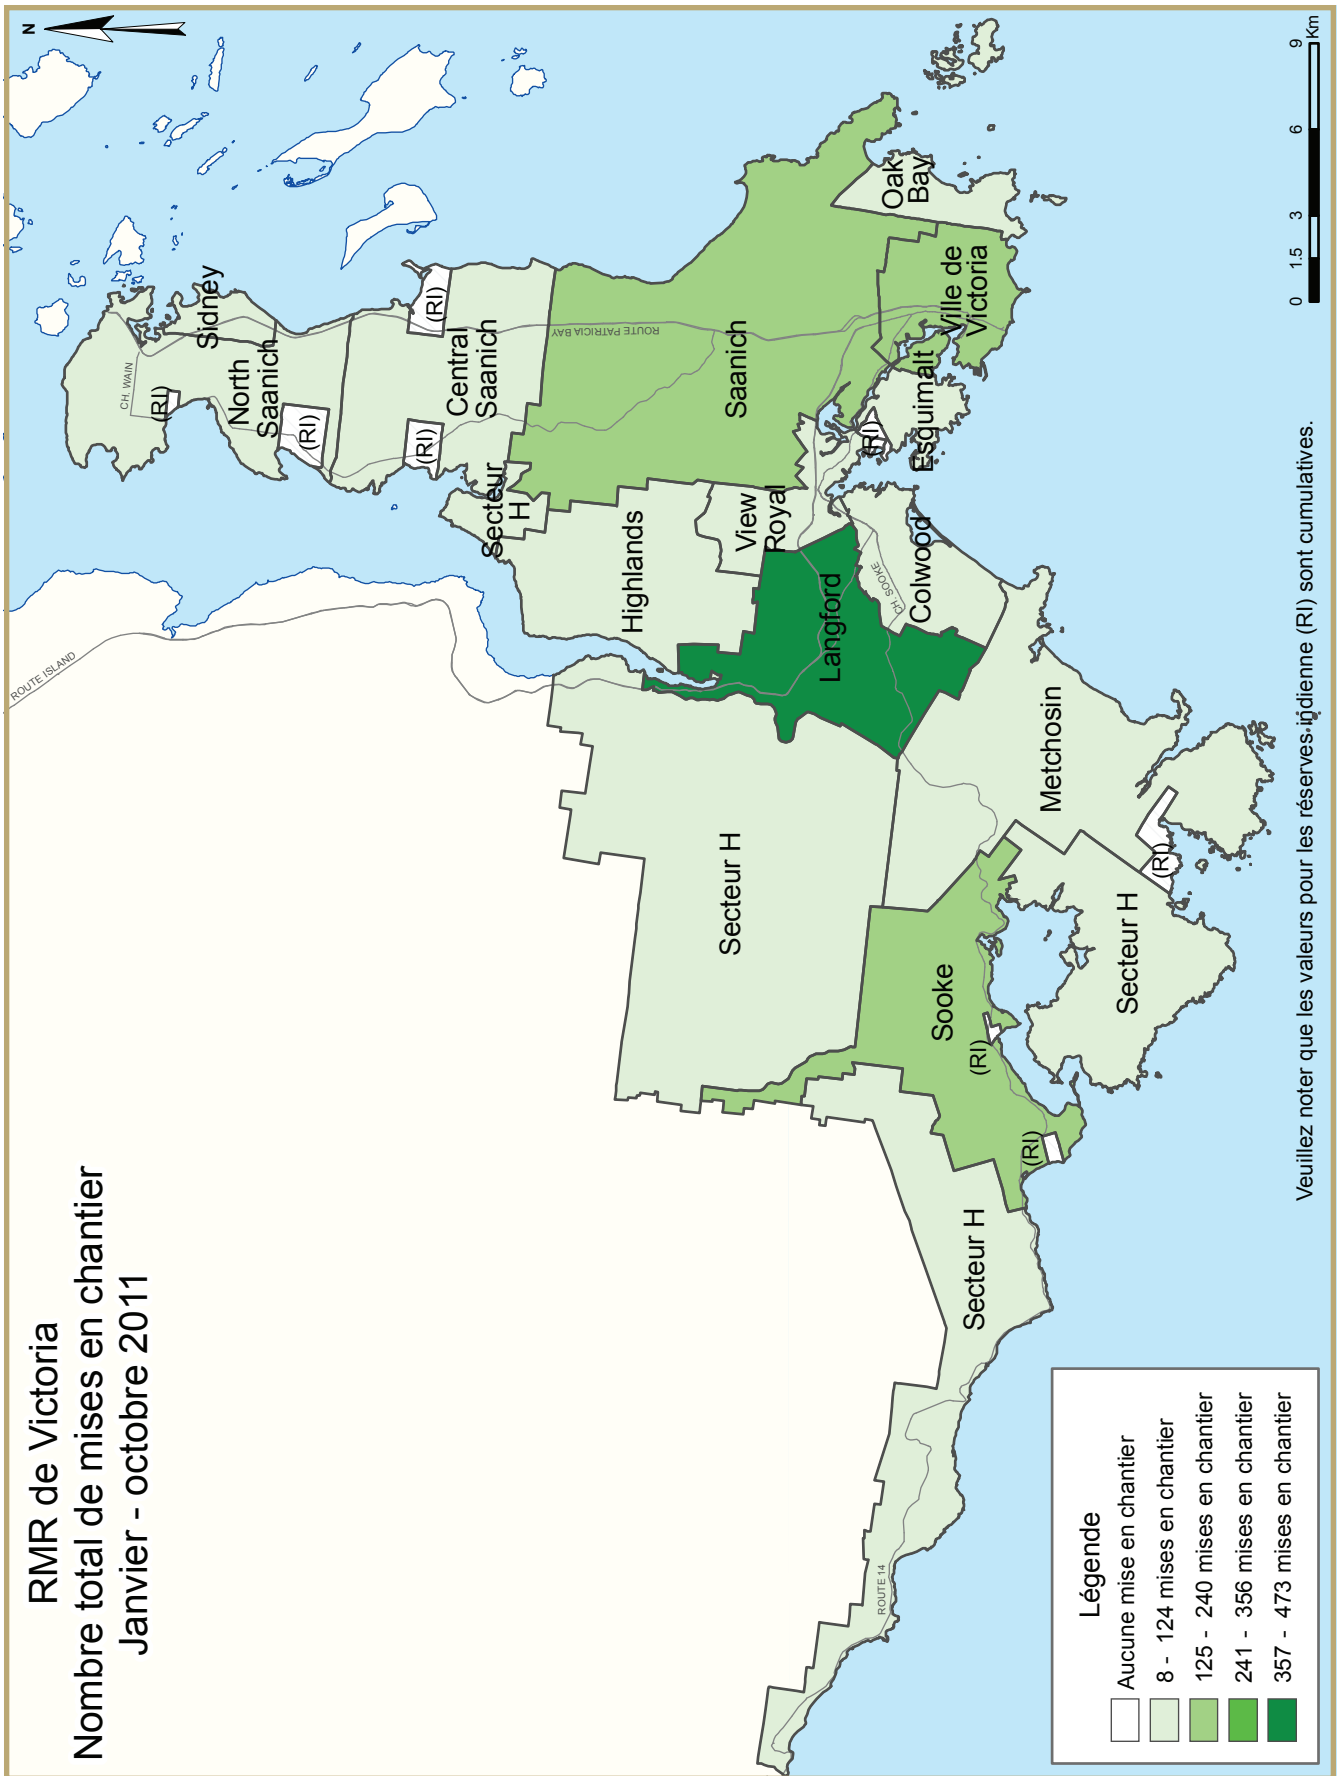 RMR de Victoria
Nombre total de mises en chantier
Janvier - octobre 2011
N
ROUTE ISLAND
CH. WAIN
(RI)
North
Saanich
Sidney
(RI)
(RI)
Central
Saanich
(RI)
Secteur
H
ROUTE PATRICIA BAY
Saanich
Highlands
View
Royal
Oak
Bay
Ville de
Victoria
Esquimalt
(RI)
Langford
CH. SOOKE
Colwood
Metchosin
(RI)
Secteur H
Secteur H
Sooke
(RI)
(RI)
Secteur H
ROUTE 14
Légende
Aucune mise en chantier
8 - 124 mises en chantier
125 - 240 mises en chantier
241 - 356 mises en chantier
357 - 473 mises en chantier
Veuillez noter que les valeurs pour les réserves indienne (RI) sont cumulatives.
0 1.5 3 6 9
Km